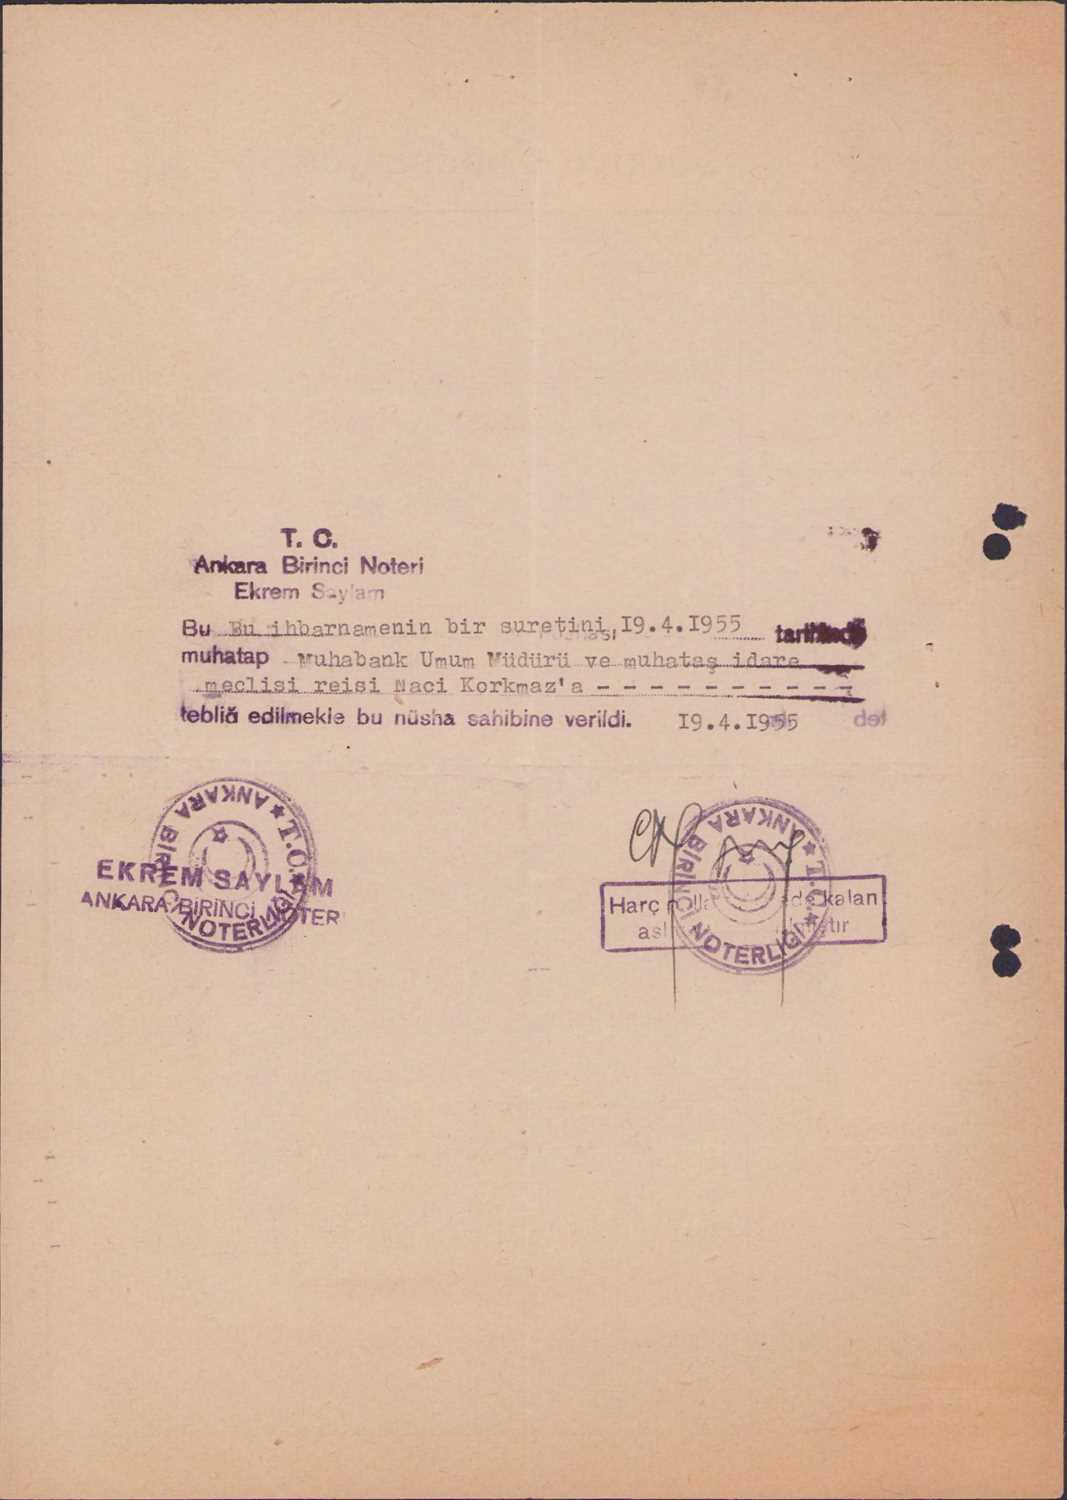 T. C.
Ankara Birinci Noteri
Ekrem Saylam
Bu Bu ihbarnamenin bir suretini, 19.4.1955 tarihinde
muhatap Muhabank Umum Müdürü ve muhataş idare
meclisi reisi Naci Korkmaz'a - - - - - - - - - - -
tebliğ edilmekle bu nüsha sahibine verildi. 19.4.1955 def
T.C. ★ ANKARA BİRİNCİ NOTERLİĞİ ★
EKREM SAYLAM
ANKARA BİRİNCİ NOTER
T.C. ★ ANKARA BİRİNCİ NOTERLİĞİ ★
Harç kalan